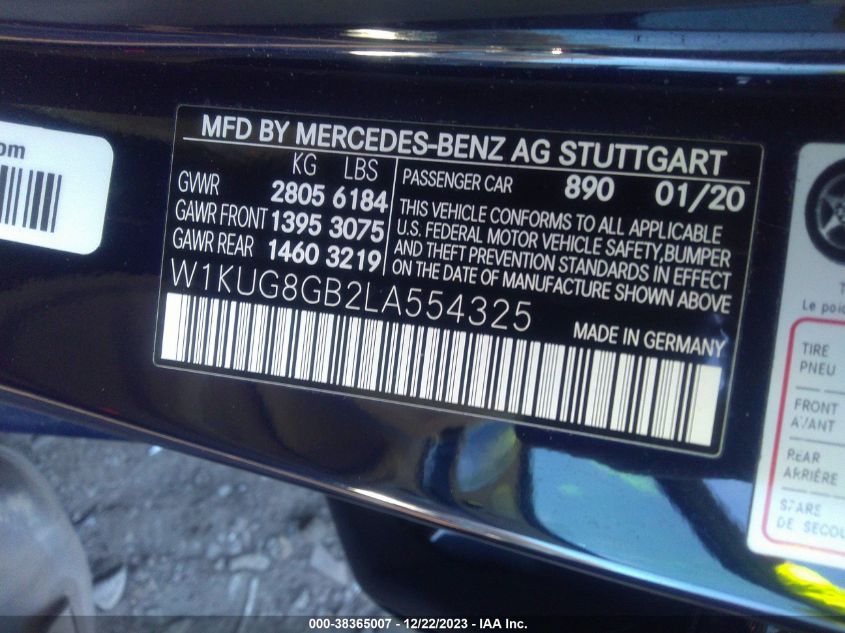 om
MFD BY MERCEDES-BENZ AG STUTTGART
KG LBS
GVWR 2805 6184
GAWR FRONT 1395 3075
GAWR REAR 1460 3219
PASSENGER CAR 890 01/20
THIS VEHICLE CONFORMS TO ALL APPLICABLE
U.S. FEDERAL MOTOR VEHICLE SAFETY, BUMPER
AND THEFT PREVENTION STANDARDS IN EFFECT
ON THE DATE OF MANUFACTURE SHOWN ABOVE
W1KUG8GB2LA554325
MADE IN GERMANY
Le poi
TIRE
PNEU
FRONT
AVANT
REAR
ARRIÈRE
SPARE
DE SECOU
000-38365007 - 12/22/2023 - IAA Inc.